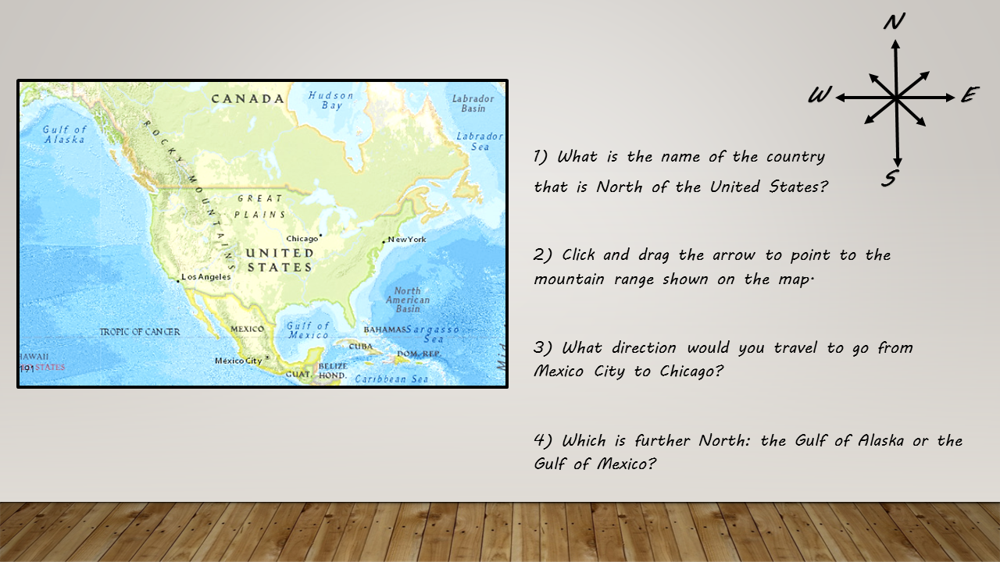 N
W
E
S
CANADA
Hudson
Bay
Labrador
Basin
Gulf of
Alaska
Labrador
Sea
ROCKY MOUNTAINS
GREAT
PLAINS
Chicago
New York
UNITED
STATES
Los Angeles
North
American
Basin
TROPIC OF CANCER
MEXICO
Gulf of
Mexico
BAHAMAS
Sargasso
Sea
CUBA
DOM. REP.
México City
BELIZE
GUAT.
HOND.
Caribbean Sea
HAWAII
STATES
191
Mid
1) What is the name of the country
that is North of the United States?
2) Click and drag the arrow to point to the
mountain range shown on the map.
3) What direction would you travel to go from
Mexico City to Chicago?
4) Which is further North: the Gulf of Alaska or the
Gulf of Mexico?